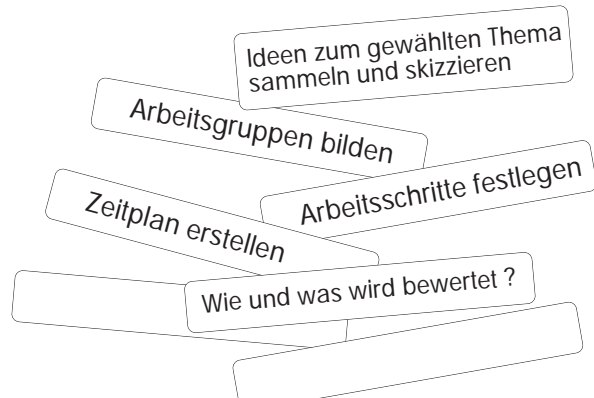 Ideen zum gewählten Thema
sammeln und skizzieren
Arbeitsgruppen bilden
Arbeitsschritte festlegen
Zeitplan erstellen
Wie und was wird bewertet ?